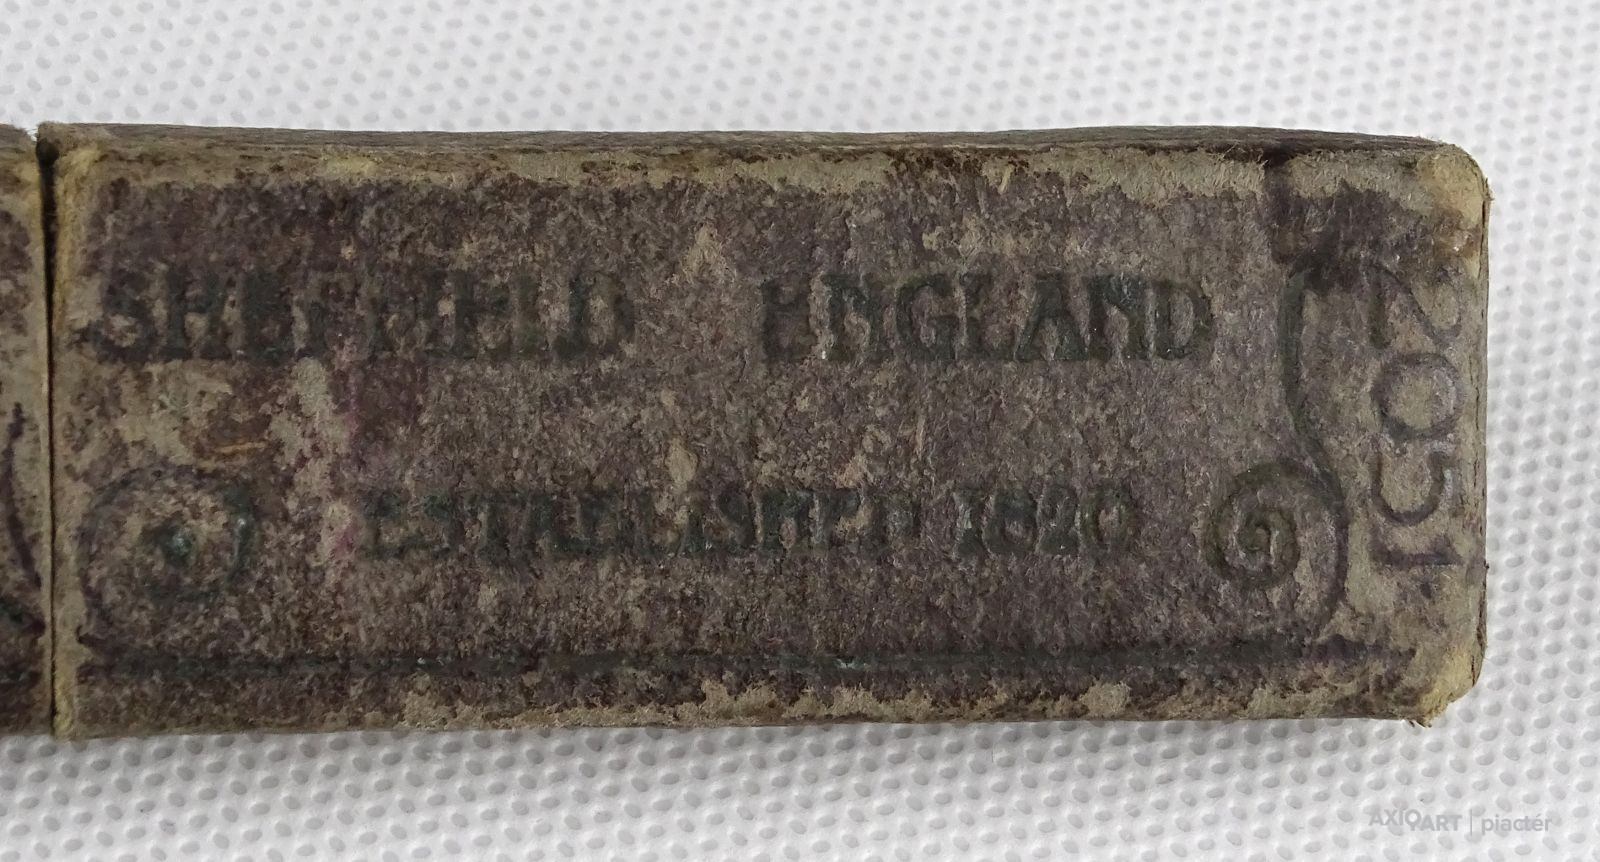 SHEFFIELD ENGLAND
ESTABLISHED 1820
2051
AXIOART | piactér